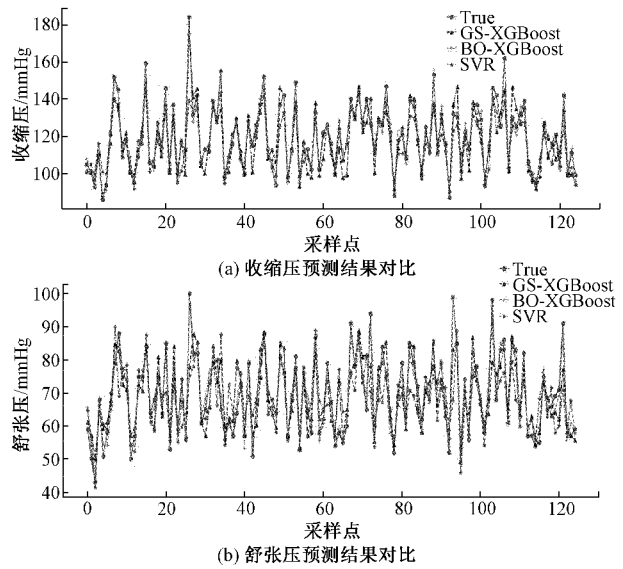 True
GS-XGBoost
BO-XGBoost
SVR
180
160
140
120
100
收缩压/mmHg
0 20 40 60 80 100 120
采样点
(a) 收缩压预测结果对比
True
GS-XGBoost
BO-XGBoost
SVR
100
90
80
70
60
50
40
舒张压/mmHg
0 20 40 60 80 100 120
采样点
(b) 舒张压预测结果对比